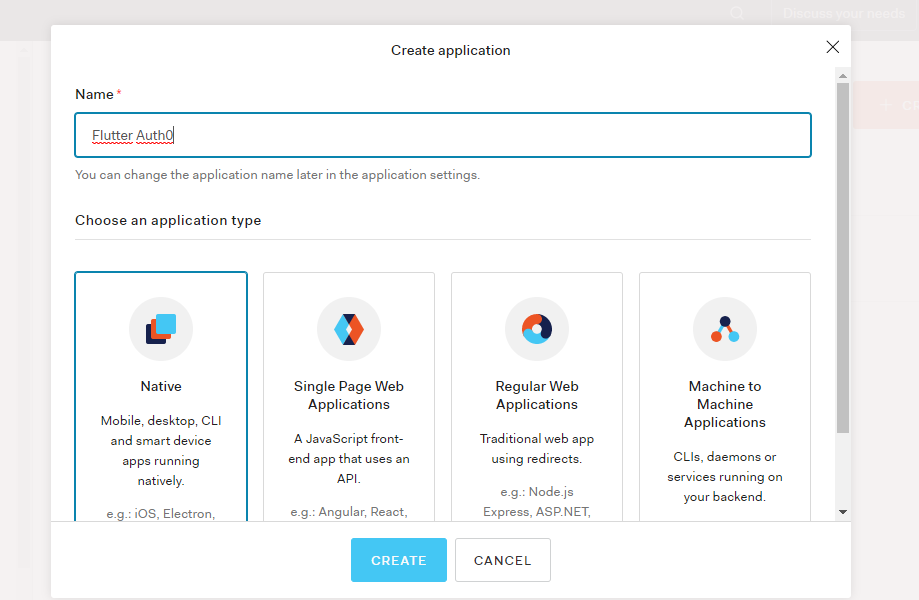 Discuss your needs
Create application
Name *
Flutter Auth0
You can change the application name later in the application settings.
Choose an application type
Native
Mobile, desktop, CLI
and smart device
apps running
natively.
e.g.: iOS, Electron,
Single Page Web
Applications
A JavaScript front-
end app that uses an
API.
e.g.: Angular, React,
Regular Web
Applications
Traditional web app
using redirects.
e.g.: Node.js
Express, ASP.NET,
Machine to
Machine
Applications
CLIs, daemons or
services running on
your backend.
CREATE
CANCEL